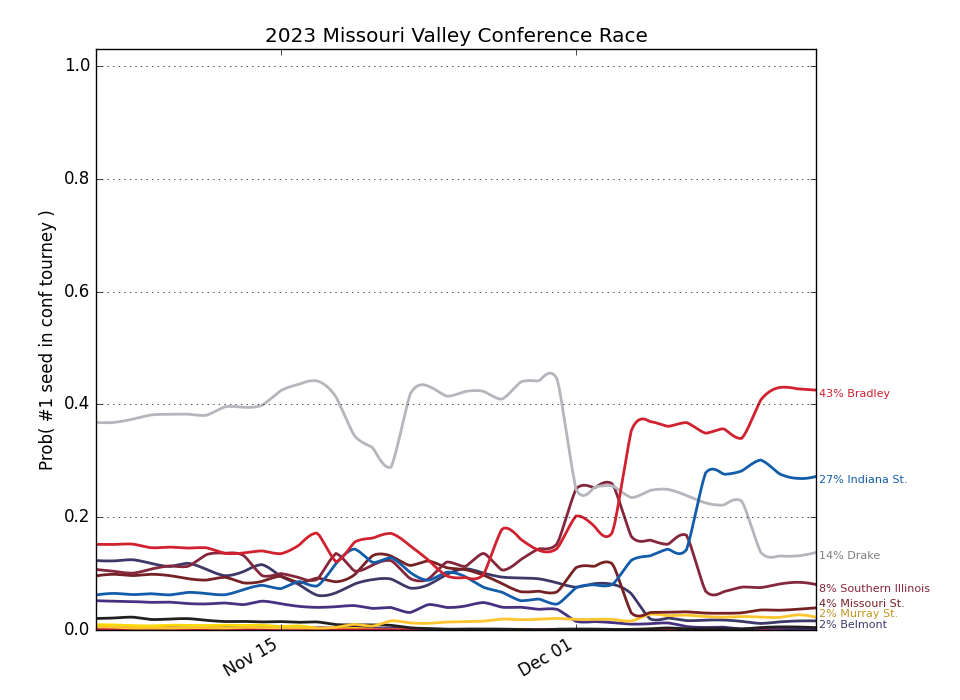 2023 Missouri Valley Conference Race
Prob( #1 seed in conf tourney )
1.0
0.8
0.6
0.4
0.2
0.0
Nov 15
Dec 01
43% Bradley
27% Indiana St.
14% Drake
8% Southern Illinois
4% Missouri St.
2% Murray St.
2% Belmont